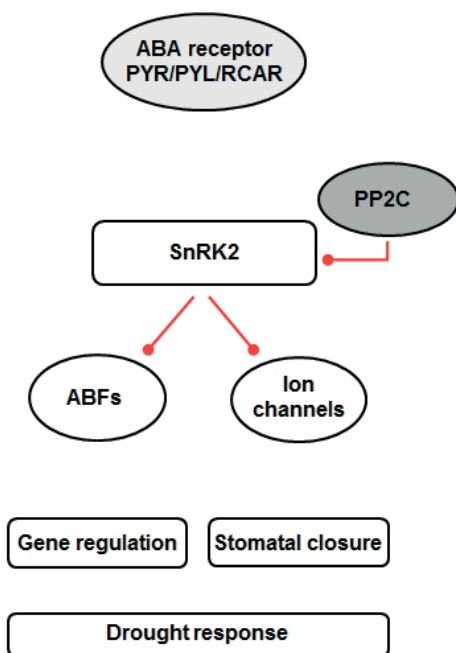 ABA receptor
PYR/PYL/RCAR
PP2C
SnRK2
ABFs
Ion
channels
Gene regulation
Stomatal closure
Drought response